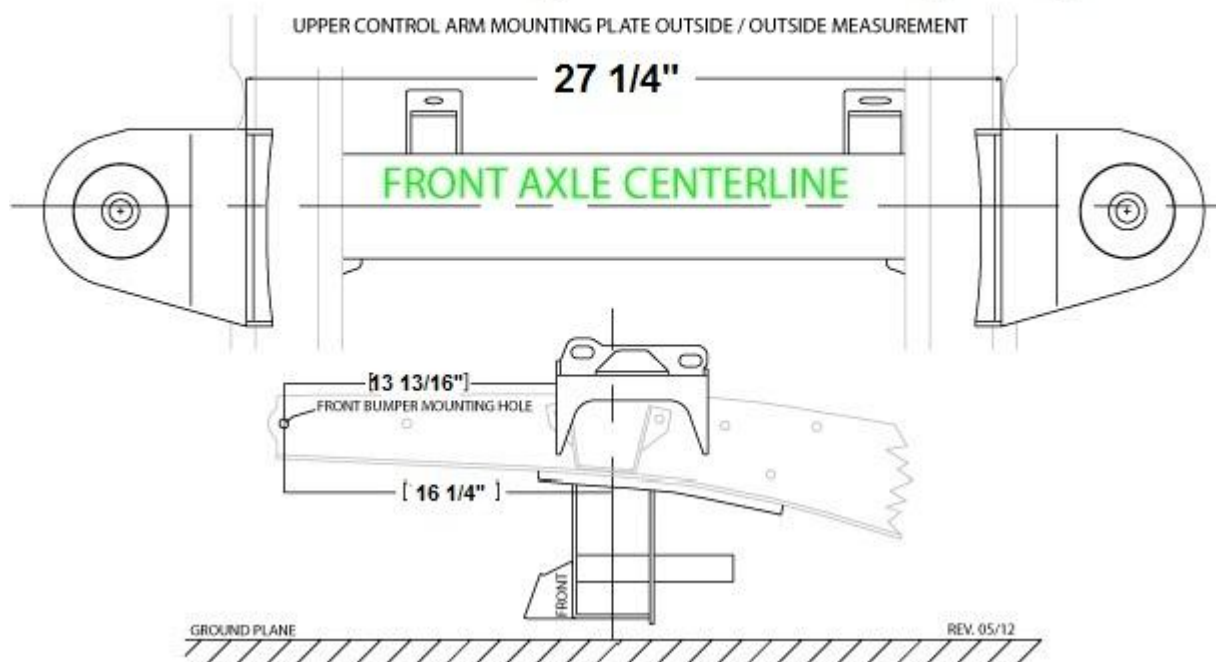 UPPER CONTROL ARM MOUNTING PLATE OUTSIDE / OUTSIDE MEASUREMENT
27 1/4"
FRONT AXLE CENTERLINE
[13 13/16"]
FRONT BUMPER MOUNTING HOLE
[ 16 1/4" ]
FRONT
GROUND PLANE
REV. 05/12